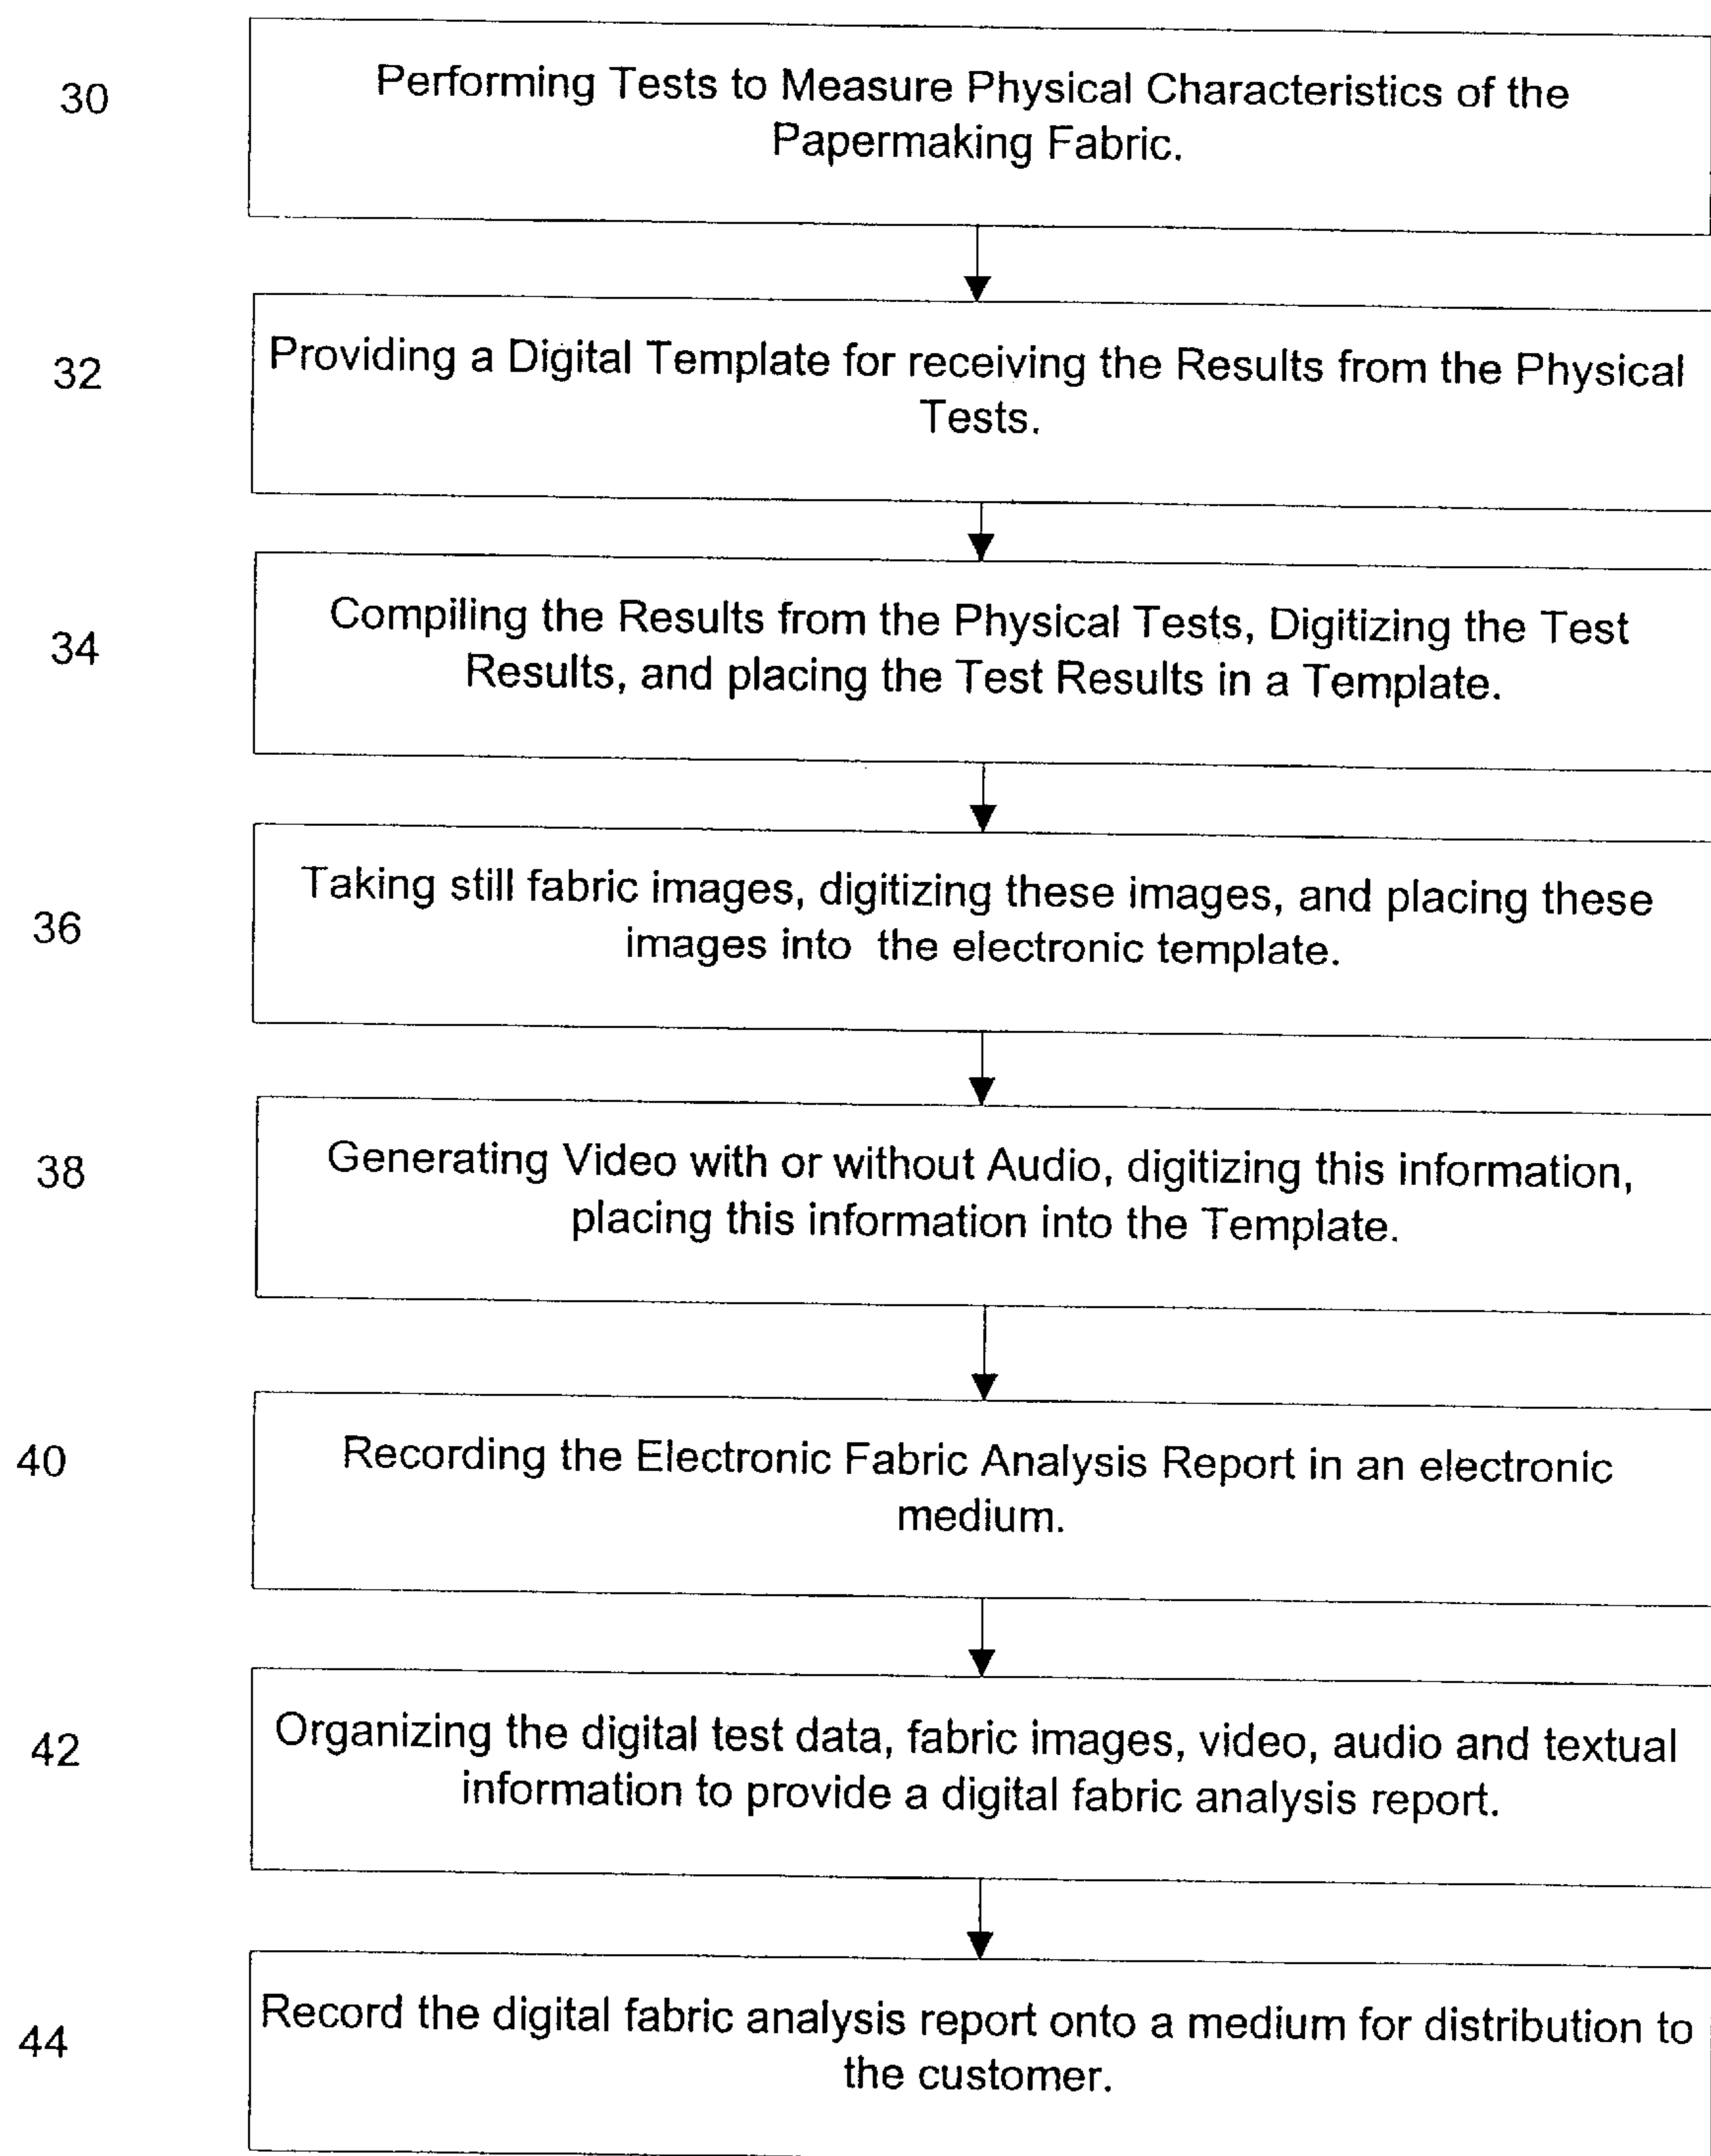 30
Performing Tests to Measure Physical Characteristics of the
Papermaking Fabric.
32
Providing a Digital Template for receiving the Results from the Physical
Tests.
34
Compiling the Results from the Physical Tests, Digitizing the Test
Results, and placing the Test Results in a Template.
36
Taking still fabric images, digitizing these images, and placing these
images into the electronic template.
38
Generating Video with or without Audio, digitizing this information,
placing this information into the Template.
40
Recording the Electronic Fabric Analysis Report in an electronic
medium.
42
Organizing the digital test data, fabric images, video, audio and textual
information to provide a digital fabric analysis report.
44
Record the digital fabric analysis report onto a medium for distribution to
the customer.